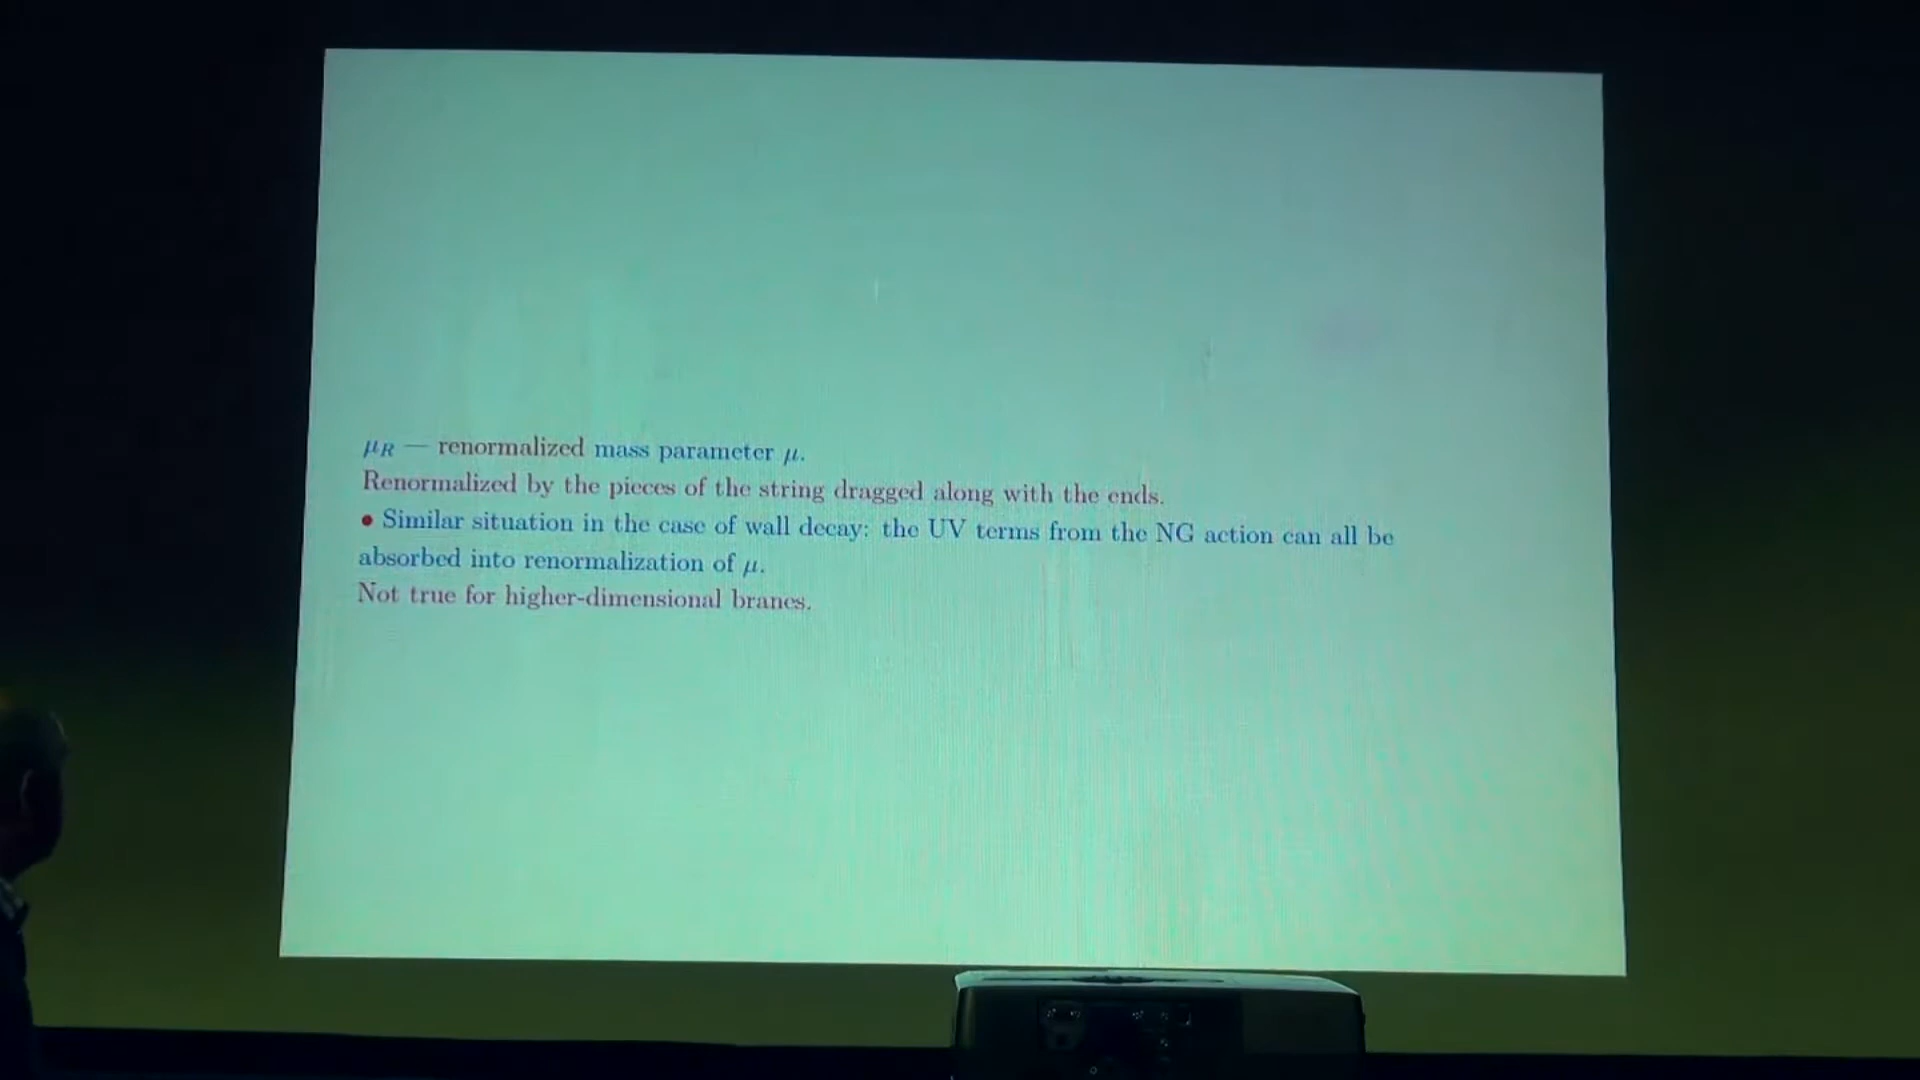 μ_R — renormalized mass parameter μ.
Renormalized by the pieces of the string dragged along with the ends.
• Similar situation in the case of wall decay: the UV terms from the NG action can all be
absorbed into renormalization of μ.
Not true for higher-dimensional branes.